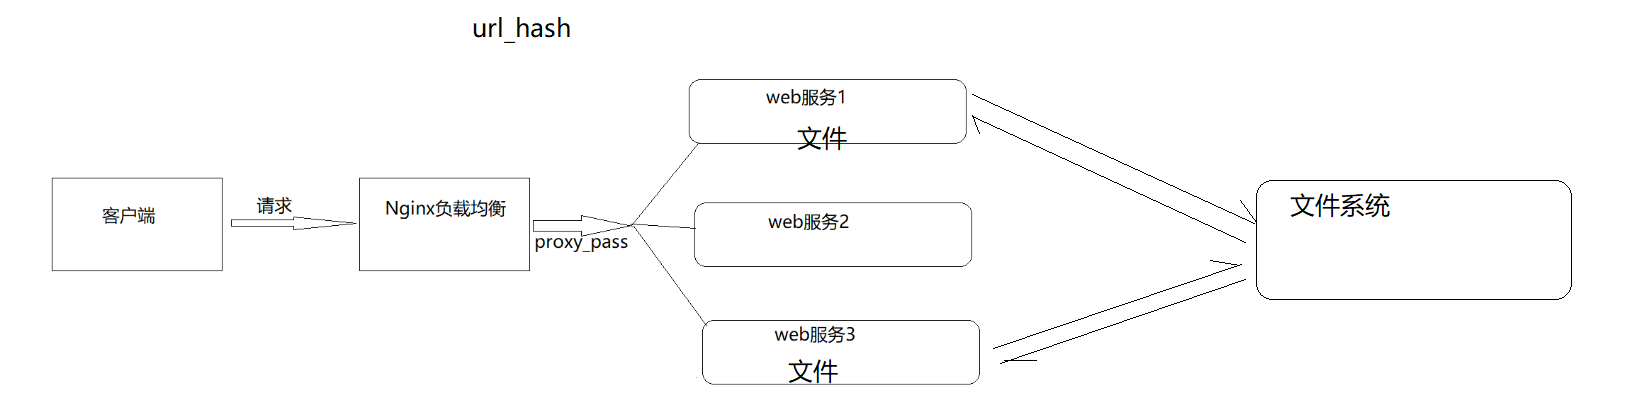 url_hash
客户端
请求
Nginx负载均衡
proxy_pass
web服务1
文件
web服务2
web服务3
文件
文件系统